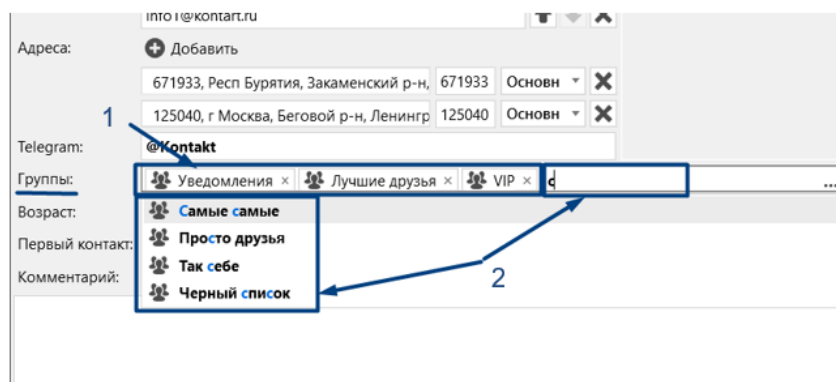 info1@kontart.ru
Адреса:
Добавить
671933, Респ Бурятия, Закаменский р-н, 671933 Основн
125040, г Москва, Беговой р-н, Ленингр 125040 Основн
1
Telegram: @Kontakt
Группы: Уведомления × Лучшие друзья × VIP × с ...
Возраст:
Самые самые
Первый контакт:
Просто друзья
Так себе
Комментарий:
Черный список
2